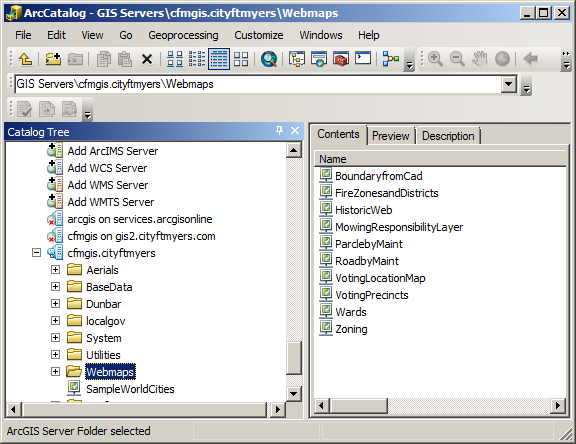 ArcCatalog - GIS Servers\cfmgis.cityftmyers\Webmaps
File Edit View Go Geoprocessing Customize Windows Help
GIS Servers\cfmgis.cityftmyers\Webmaps
Catalog Tree
Add ArcIMS Server
Add WCS Server
Add WMS Server
Add WMTS Server
arcgis on services.arcgisonline
cfmgis on gis2.cityftmyers.com
cfmgis.cityftmyers
Aerials
BaseData
Dunbar
localgov
System
Utilities
Webmaps
SampleWorldCities
Contents Preview Description
Name
BoundaryfromCad
FireZonesandDistricts
HistoricWeb
MowingResponsibilityLayer
ParclebyMaint
RoadbyMaint
VotingLocationMap
VotingPrecincts
Wards
Zoning
ArcGIS Server Folder selected